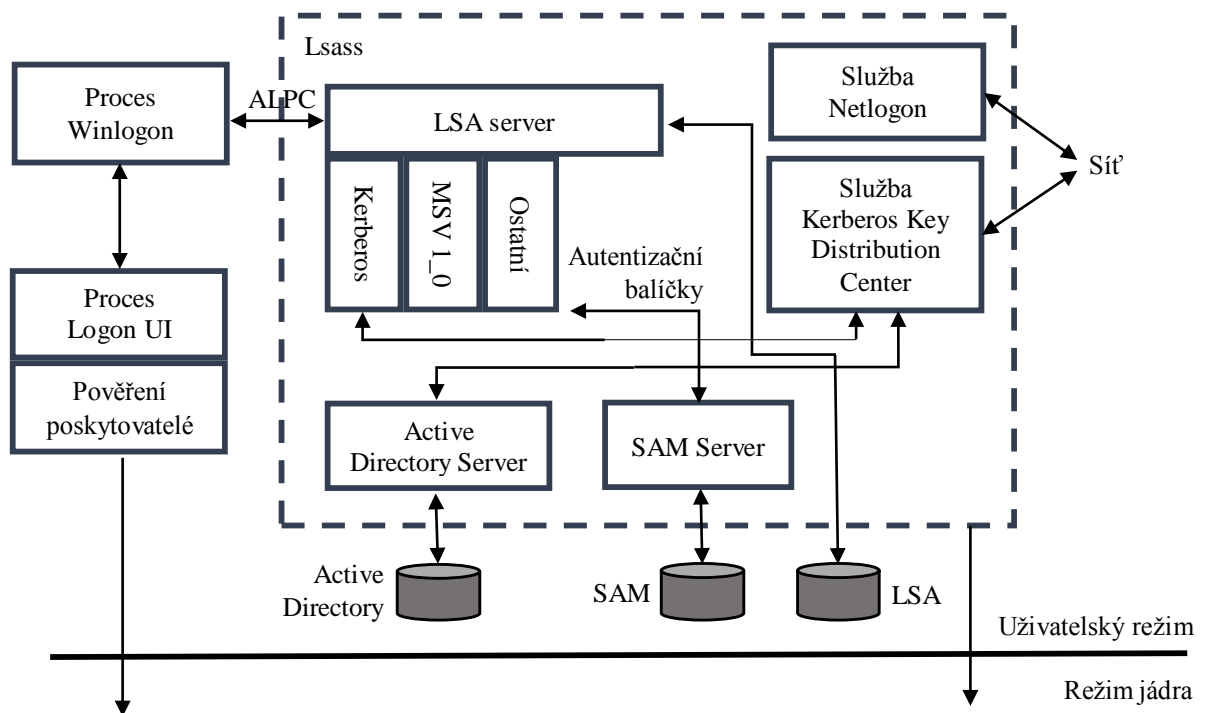 Lsass
Proces
Winlogon
ALPC
LSA server
Služba
Netlogon
Síť
Kerberos
MSV 1_0
Ostatní
Služba
Kerberos Key
Distribution
Center
Autentizační
balíčky
Proces
Logon UI
Pověření
poskytovatelé
Active
Directory Server
SAM Server
Active
Directory
SAM
LSA
Uživatelský režim
Režim jádra